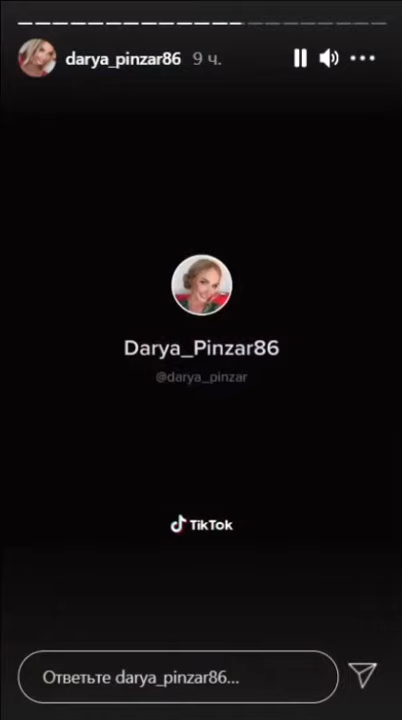 darya_pinzar86 9 ч.
Darya_Pinzar86
@darya_pinzar
TikTok
Ответьте darya_pinzar86...